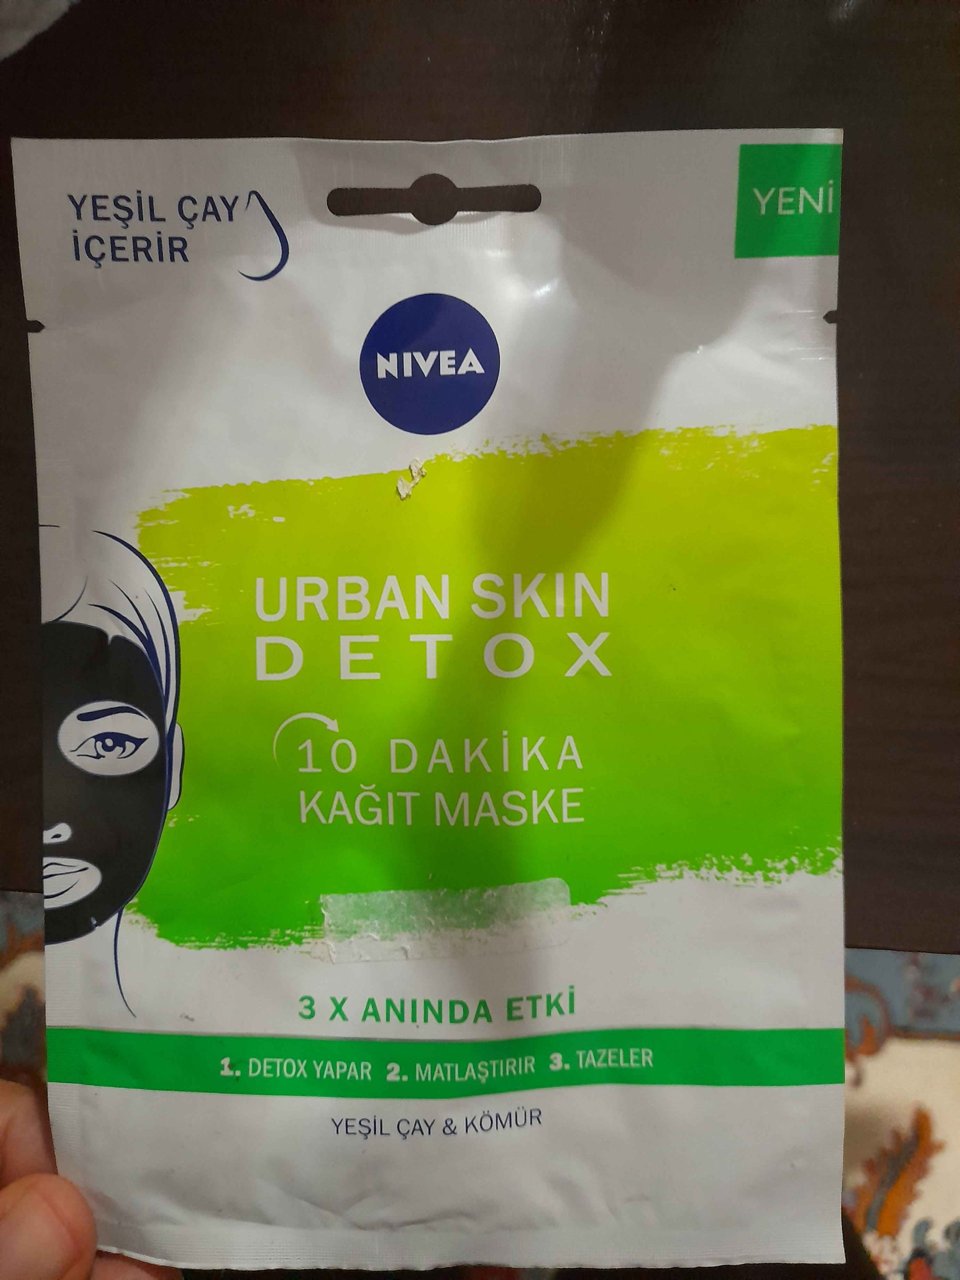 YEŞİL ÇAY
İÇERİR
YENİ
NIVEA
URBAN SKIN
DETOX
10 DAKİKA
KAĞIT MASKE
3 X ANINDA ETKİ
1. DETOX YAPAR 2. MATLAŞTIRIR 3. TAZELER
YEŞİL ÇAY & KÖMÜR